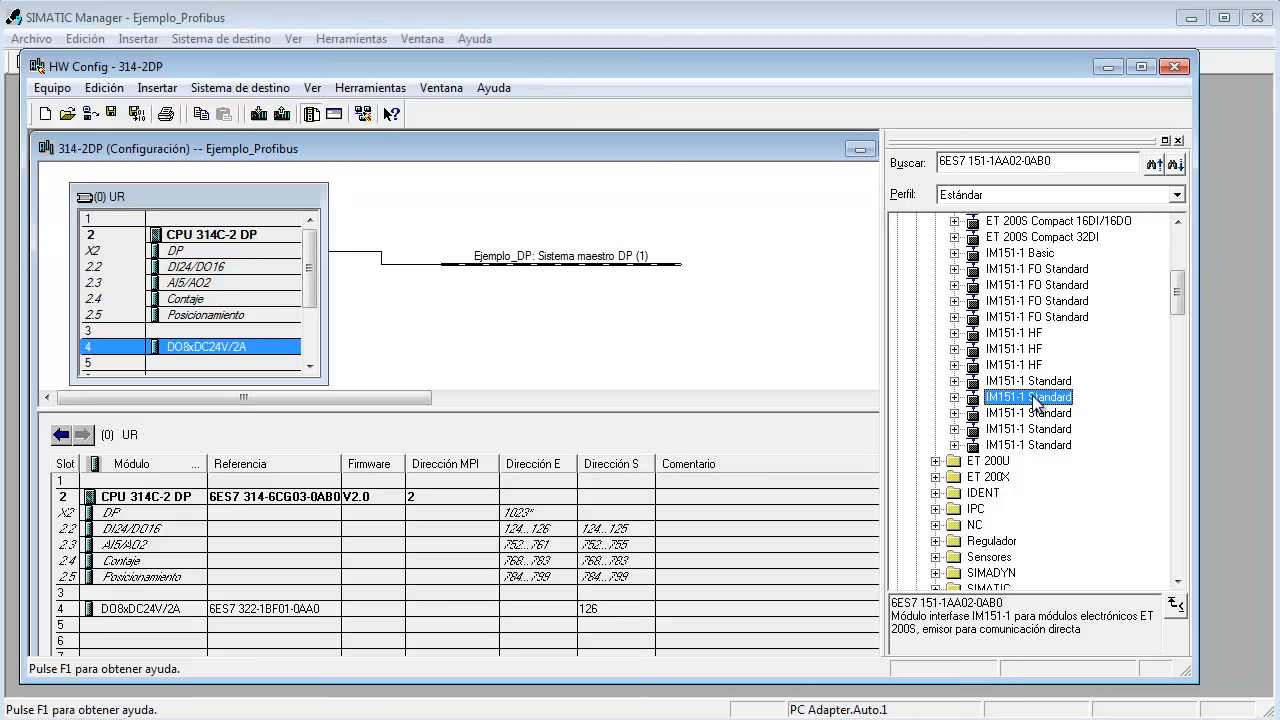 SIMATIC Manager - Ejemplo_Profibus
Archivo Edición Insertar Sistema de destino Ver Herramientas Ventana Ayuda
HW Config - 314-2DP
Equipo Edición Insertar Sistema de destino Ver Herramientas Ventana Ayuda
314-2DP (Configuración) -- Ejemplo_Profibus
(0) UR
1
2 CPU 314C-2 DP
X2 DP
2.2 DI24/DO16
2.3 AI5/AO2
2.4 Contaje
2.5 Posicionamiento
3
4 DO8xDC24V/2A
5
Ejemplo_DP: Sistema maestro DP (1)
(0) UR
Slot Módulo ... Referencia Firmware Dirección MPI Dirección E Dirección S Comentario
1
2 CPU 314C-2 DP 6ES7 314-6CG03-0AB0 V2.0 2
X2 DP 1023*
2.2 DI24/DO16 124...126 124...125
2.3 AI5/AO2 752...761 752...755
2.4 Contaje 768...783 768...783
2.5 Posicionamiento 784...799 784...799
3
4 DO8xDC24V/2A 6ES7 322-1BF01-0AA0 126
5
6
7
Buscar: 6ES7 151-1AA02-0AB0
Perfil: Estándar
ET 200S Compact 16DI/16DO
ET 200S Compact 32DI
IM151-1 Basic
IM151-1 FO Standard
IM151-1 FO Standard
IM151-1 FO Standard
IM151-1 FO Standard
IM151-1 HF
IM151-1 HF
IM151-1 HF
IM151-1 Standard
IM151-1 Standard
IM151-1 Standard
IM151-1 Standard
IM151-1 Standard
ET 200U
ET 200X
IDENT
IPC
NC
Regulador
Sensores
SIMADYN
SIMATIC
6ES7 151-1AA02-0AB0
Módulo interfase IM151-1 para módulos electrónicos ET
200S, emisor para comunicación directa
Pulse F1 para obtener ayuda.
Pulse F1 para obtener ayuda. PC Adapter.Auto.1